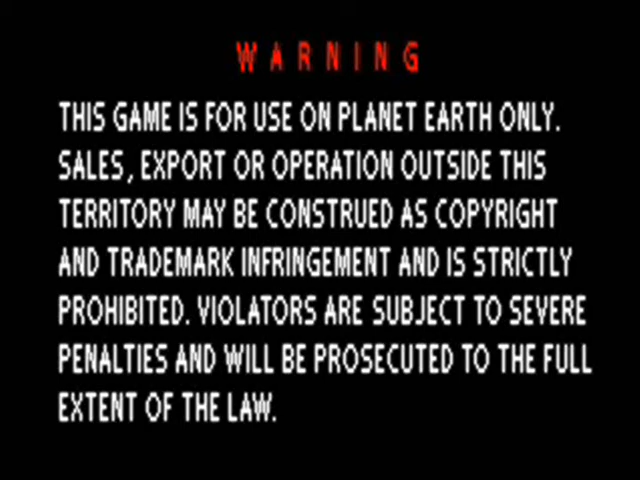 WARNING
THIS GAME IS FOR USE ON PLANET EARTH ONLY.
SALES, EXPORT OR OPERATION OUTSIDE THIS
TERRITORY MAY BE CONSTRUED AS COPYRIGHT
AND TRADEMARK INFRINGEMENT AND IS STRICTLY
PROHIBITED. VIOLATORS ARE SUBJECT TO SEVERE
PENALTIES AND WILL BE PROSECUTED TO THE FULL
EXTENT OF THE LAW.